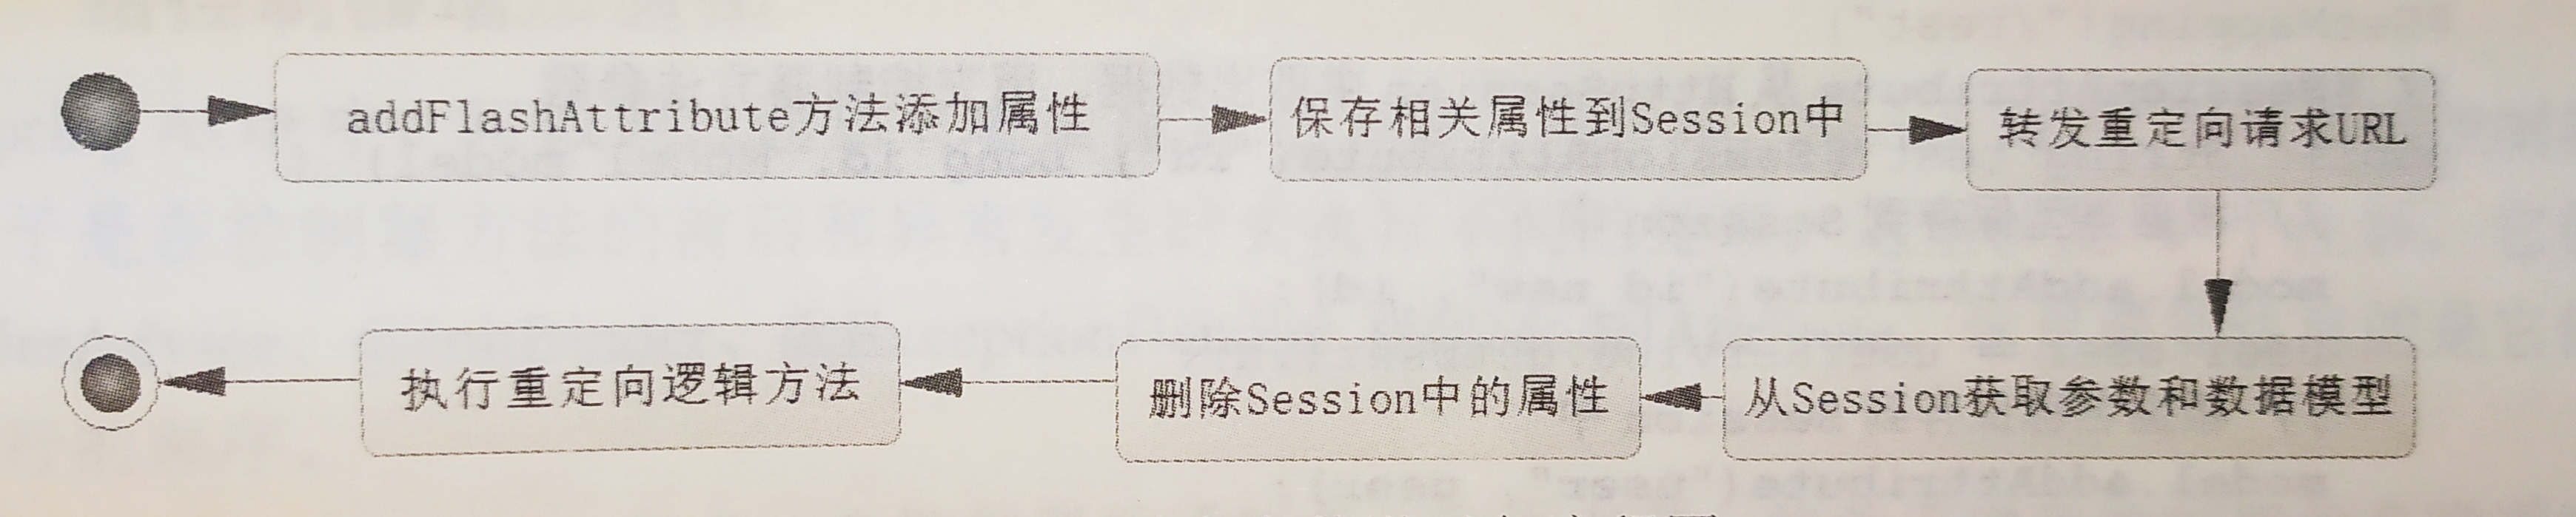 addFlashAttribute方法添加属性
保存相关属性到Session中
转发重定向请求URL
从Session获取参数和数据模型
删除Session中的属性
执行重定向逻辑方法